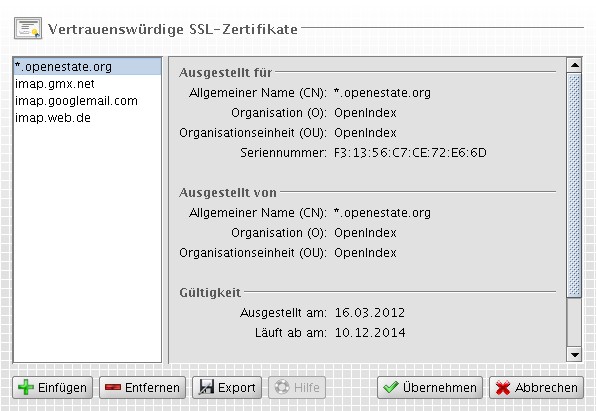 Vertrauenswürdige SSL-Zertifikate
*.openestate.org
imap.gmx.net
imap.googlemail.com
imap.web.de
Ausgestellt für
Allgemeiner Name (CN): *.openestate.org
Organisation (O): OpenIndex
Organisationseinheit (OU): OpenIndex
Seriennummer: F3:13:56:C7:CE:72:E6:6D
Ausgestellt von
Allgemeiner Name (CN): *.openestate.org
Organisation (O): OpenIndex
Organisationseinheit (OU): OpenIndex
Gültigkeit
Ausgestellt am: 16.03.2012
Läuft ab am: 10.12.2014
Einfügen Entfernen Export Hilfe Übernehmen Abbrechen